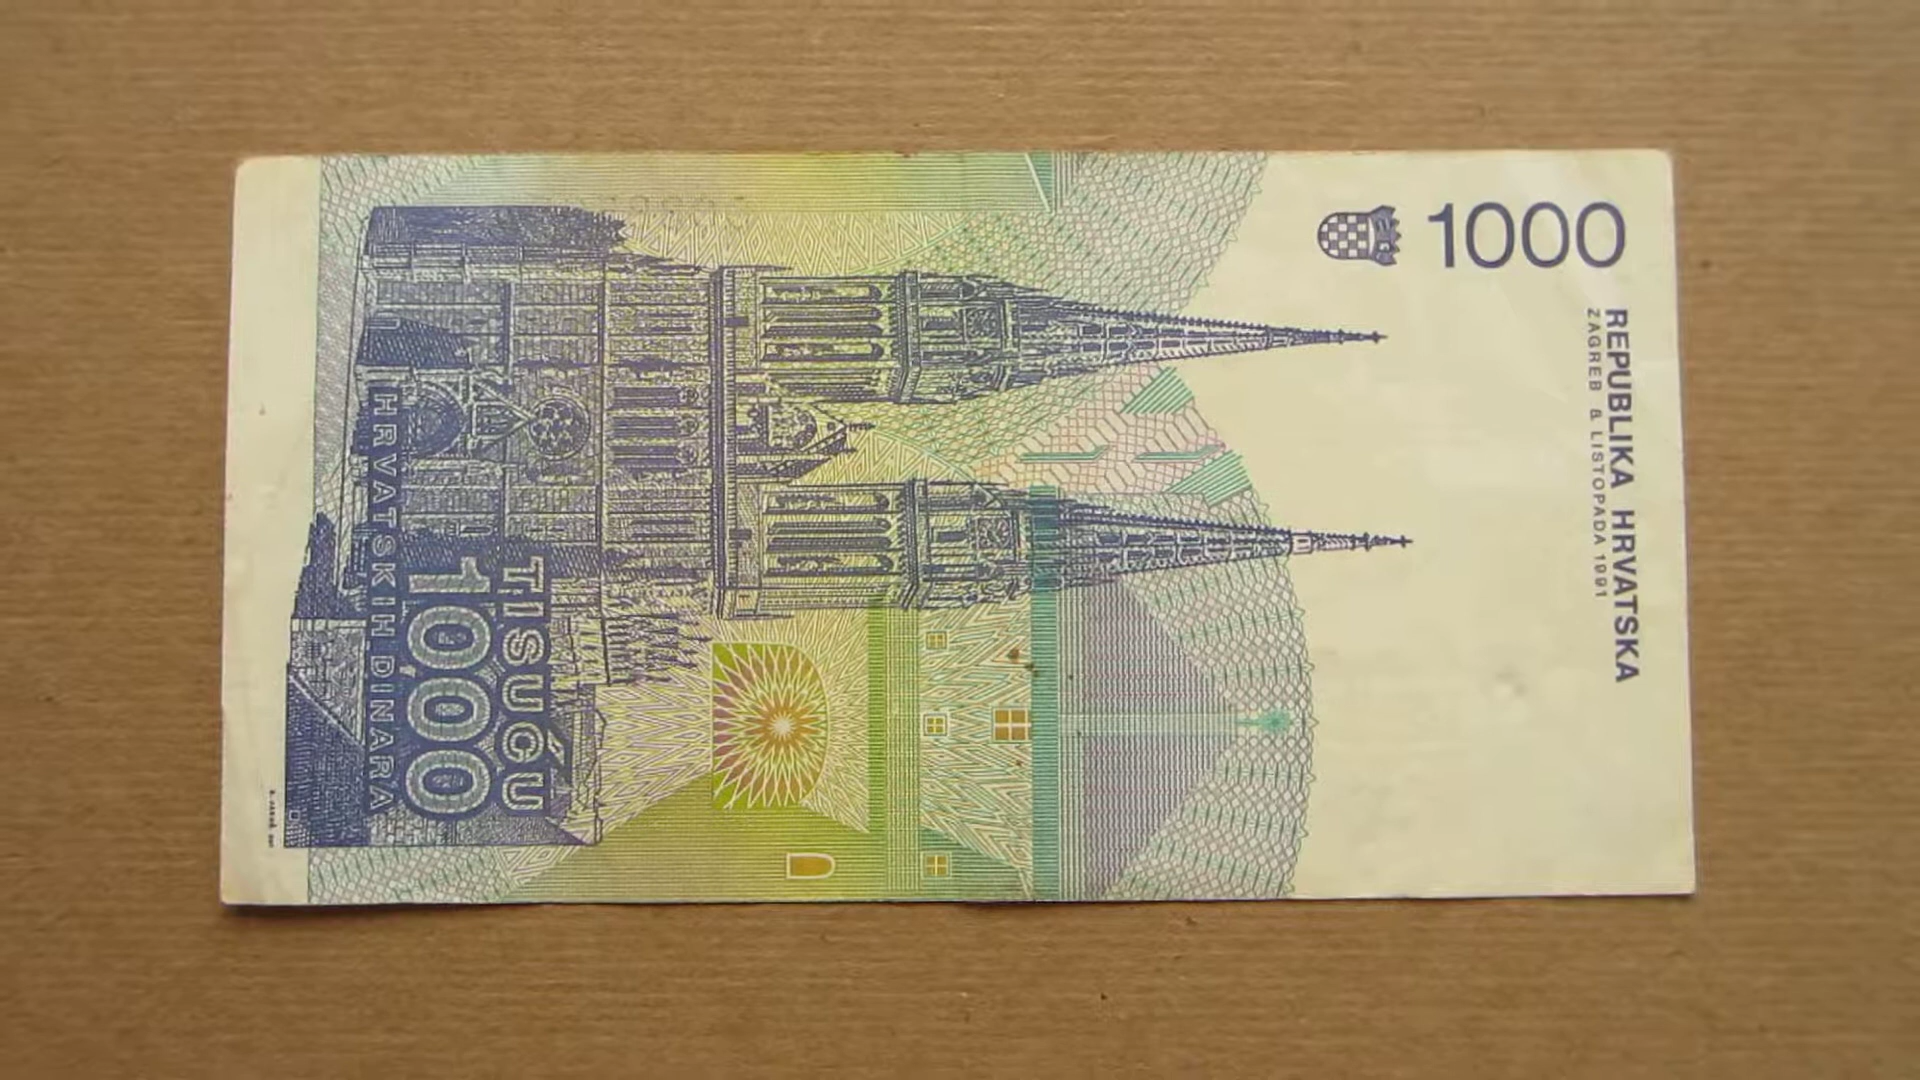 1000
REPUBLIKA HRVATSKA
ZAGREB 8 LISTOPADA 1991
TISUĆU
1000
HRVATSKIH DINARA